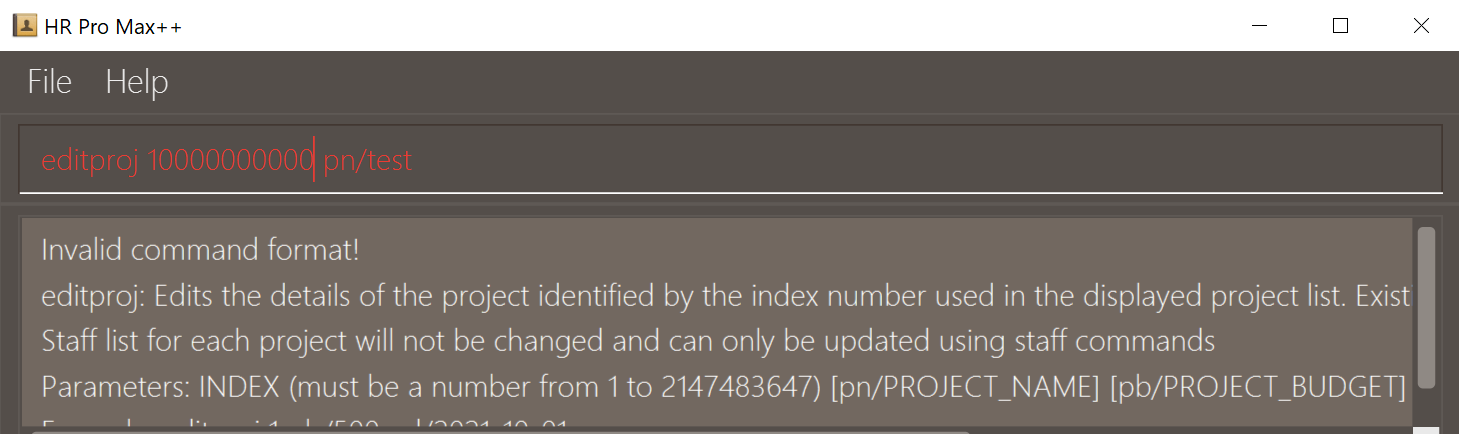 HR Pro Max++
File Help
editproj 10000000000 pn/test
Invalid command format!
editproj: Edits the details of the project identified by the index number used in the displayed project list.
Staff list for each project will not be changed and can only be updated using staff commands
Parameters: INDEX (must be a number from 1 to 2147483647) [pn/PROJECT_NAME] [pb/PROJECT_BUDGET]